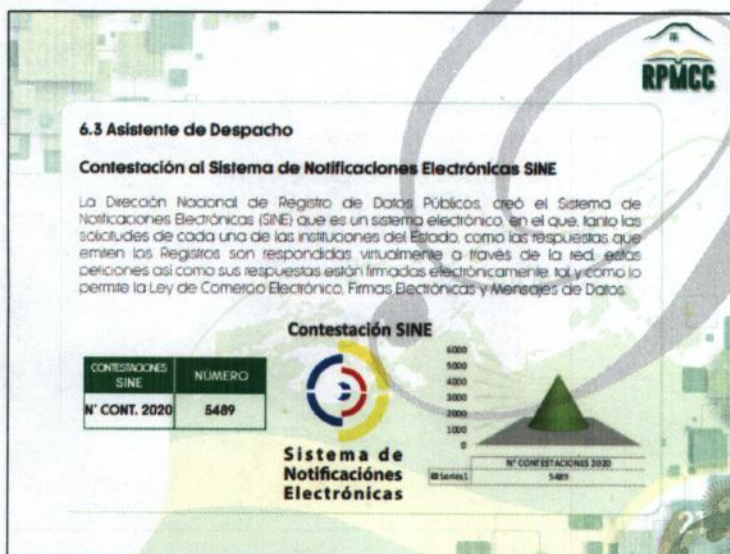 RPMCC
6.3 Asistente de Despacho
Contestación al Sistema de Notificaciones Electrónicas SINE
La Dirección Nacional de Registro de Datos Públicos, creó el Sistema de
Notificaciones Electrónicas (SINE) que es un sistema electrónico, en el que, tanto las
solicitudes de cada una de las instituciones del Estado, como las respuestas que
emiten los Registros son respondidas virtualmente a través de la red, estas
peticiones así como sus respuestas están firmadas electrónicamente, tal y como lo
permite la Ley de Comercio Electrónico, Firmas Electrónicas y Mensajes de Datos.
Contestación SINE
CONTESTACIONES SINE NÚMERO
N° CONT. 2020 5489
Sistema de
Notificaciónes
Electrónicas
6000
5000
4000
3000
2000
1000
0
N° CONTESTACIONES 2020
Series1 5489